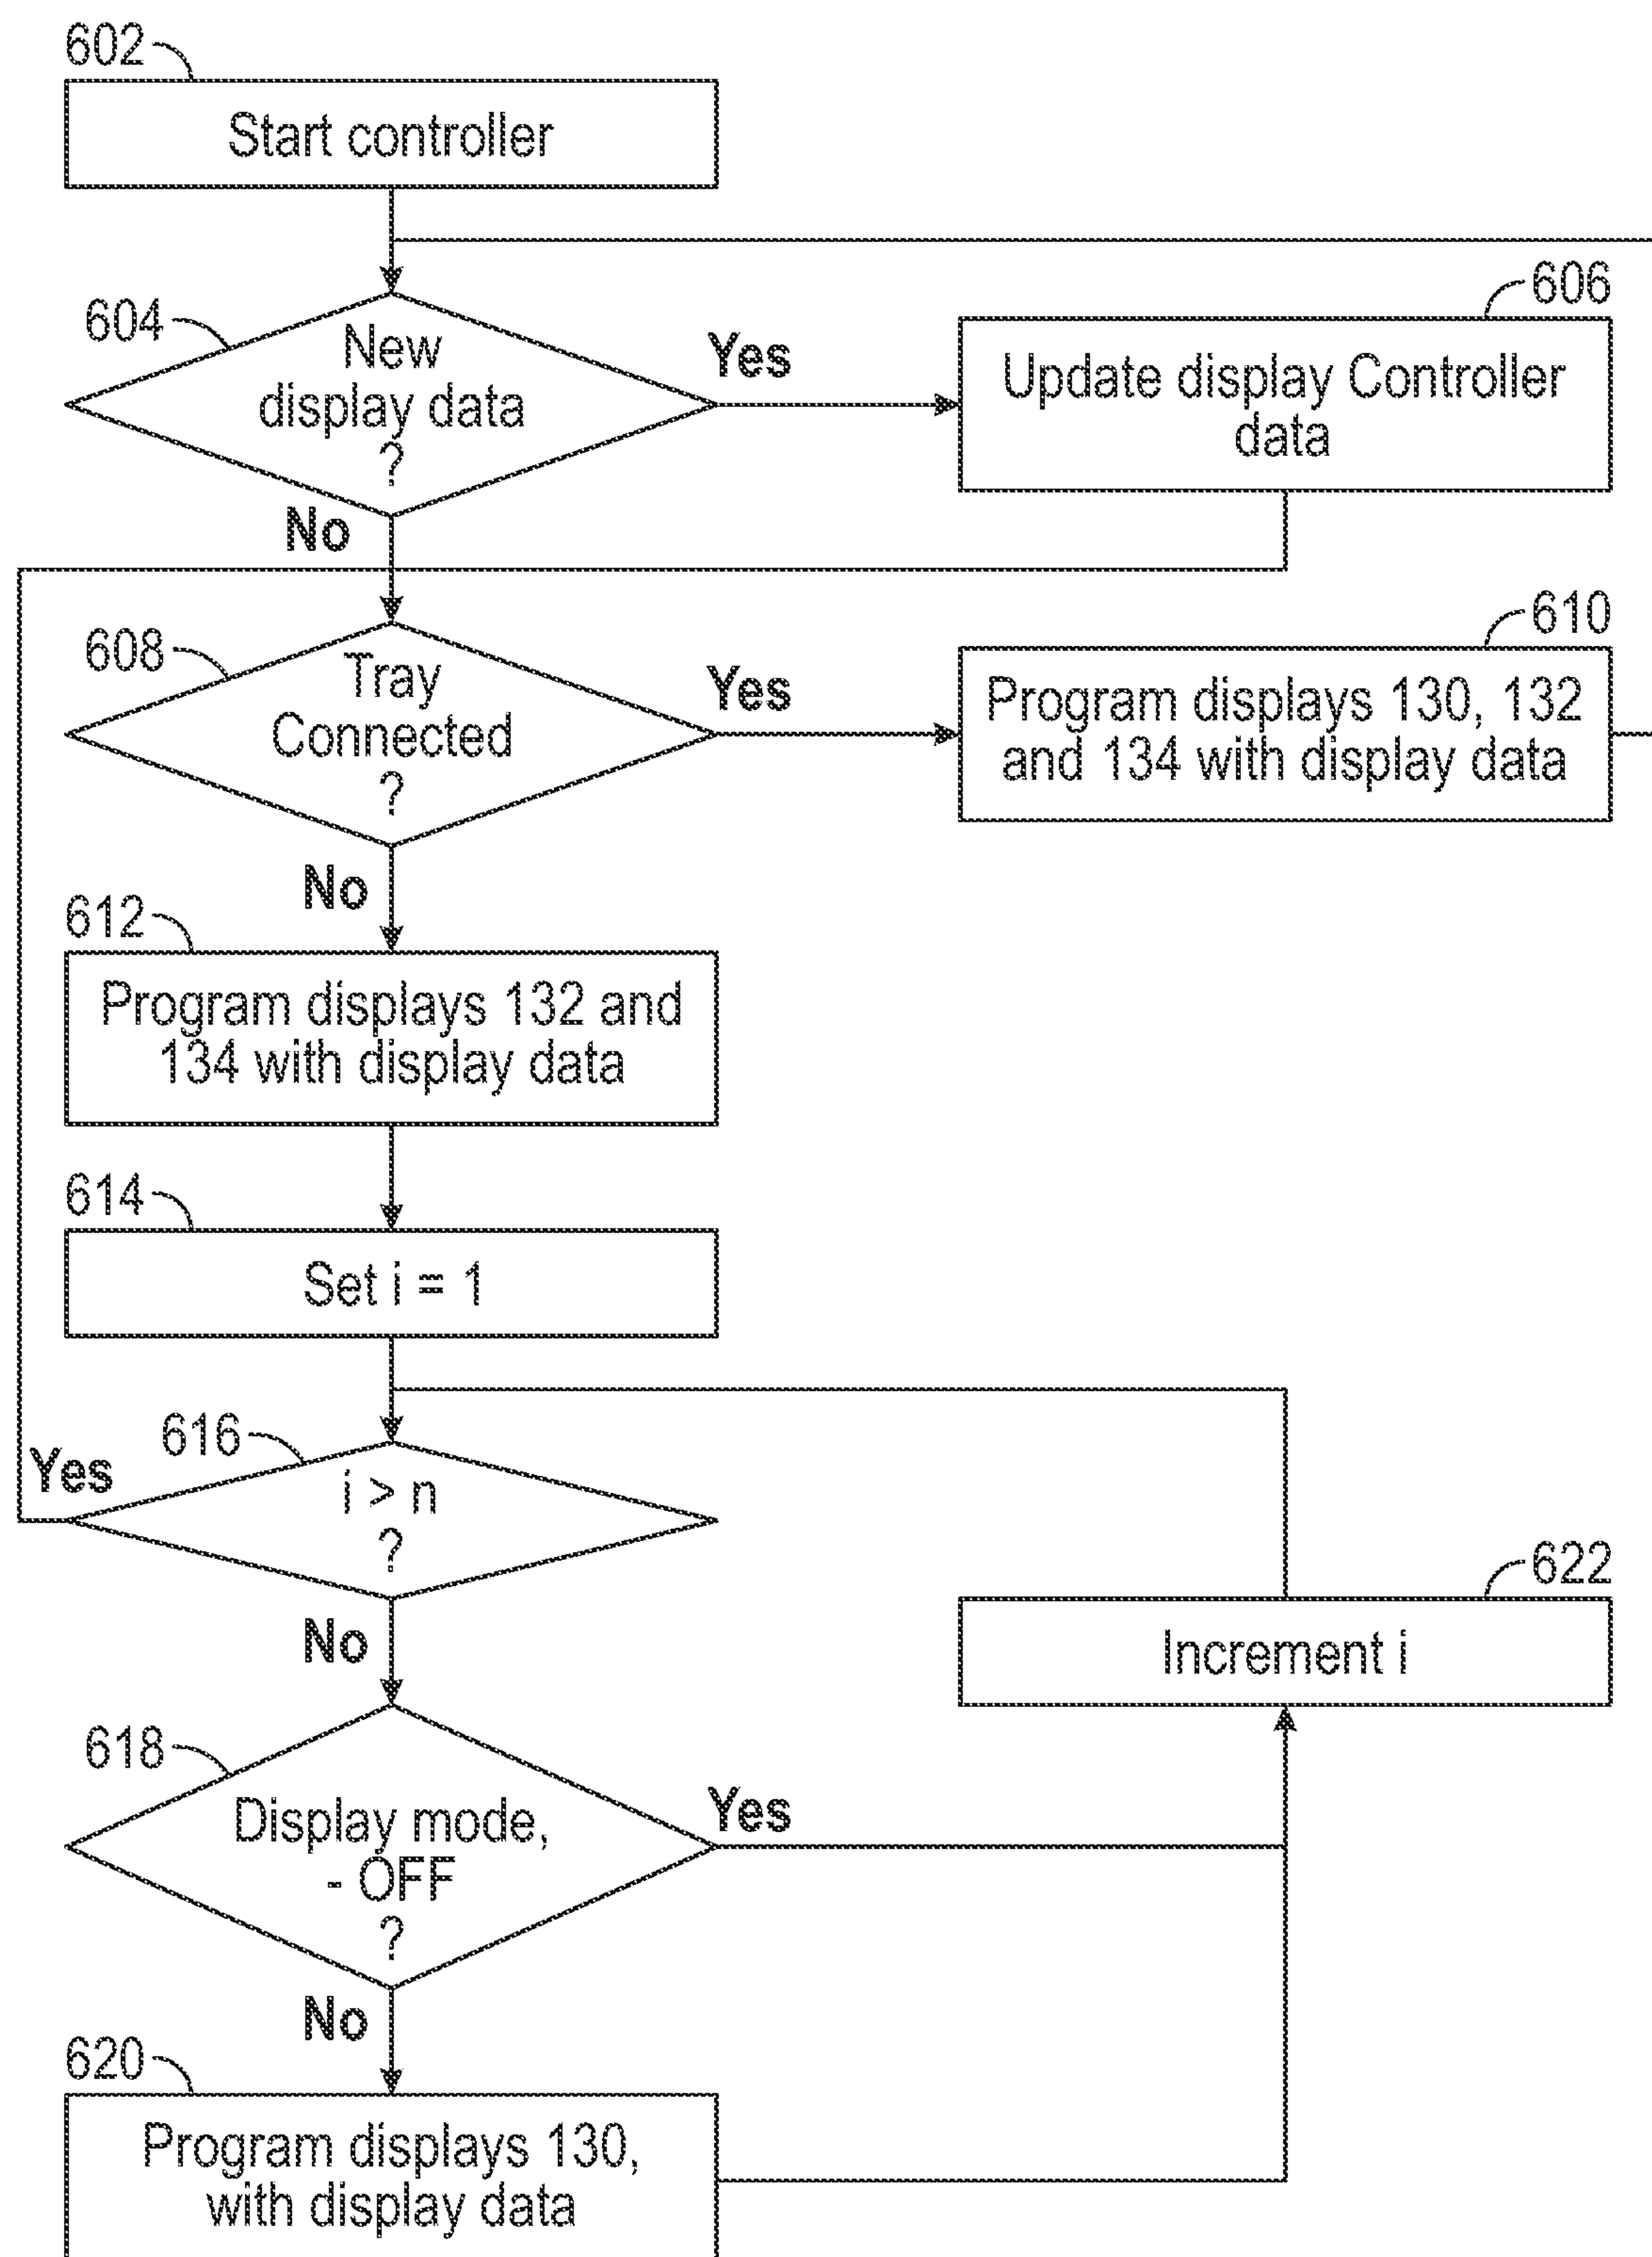 602
Start controller
604
New
display data
?
Yes
606
Update display Controller
data
No
608
Tray
Connected
?
Yes
610
Program displays 130, 132
and 134 with display data
No
612
Program displays 132 and
134 with display data
614
Set i = 1
616
Yes
i > n
?
No
622
Increment i
618
Display mode,
- OFF
?
Yes
No
620
Program displays 130,
with display data